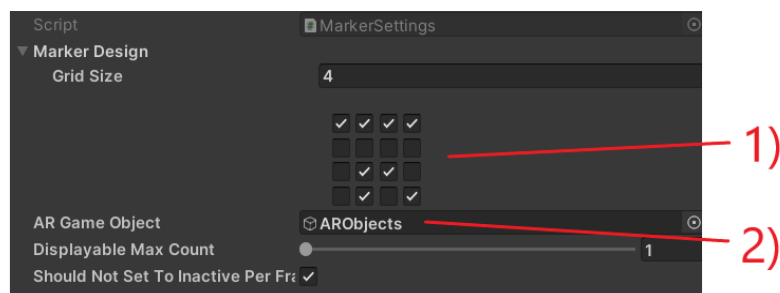 Script MarkerSettings
Marker Design
Grid Size 4
1)
AR Game Object ARObjects
2)
Displayable Max Count 1
Should Not Set To Inactive Per Fra